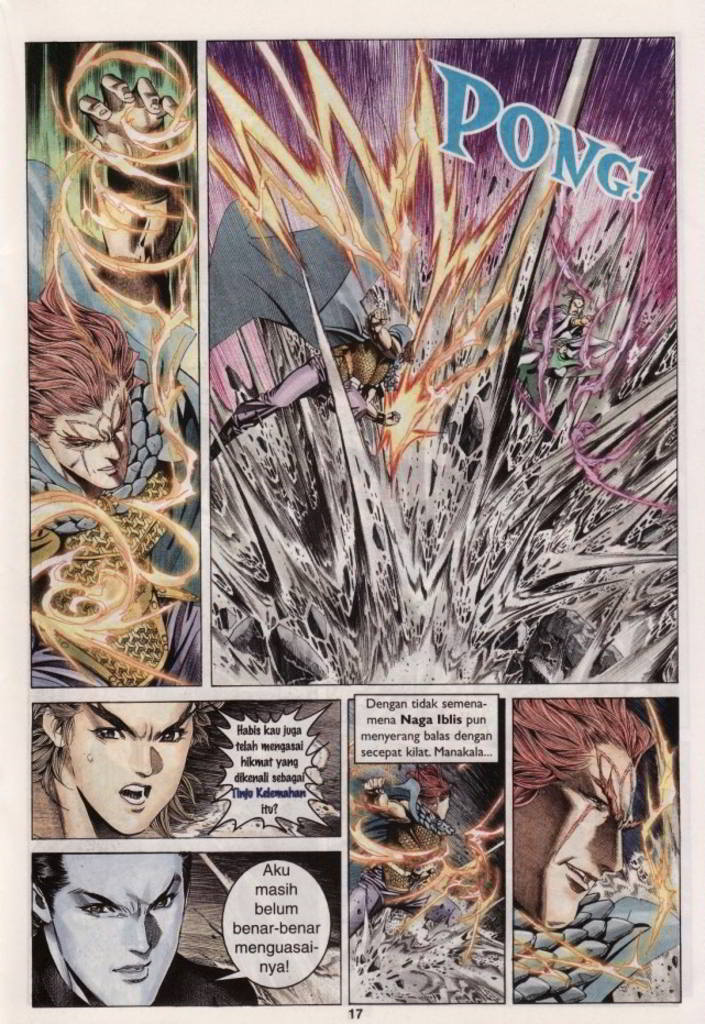 PONG!
Habis kau juga
telah mengasai
hikmat yang
dikenali sebagai
Tinju Kelemahan
itu?
Aku
masih
belum
benar-benar
menguasai-
nya!
Dengan tidak semena-
mena Naga Iblis pun
menyerang balas dengan
secepat kilat. Manakala...
17